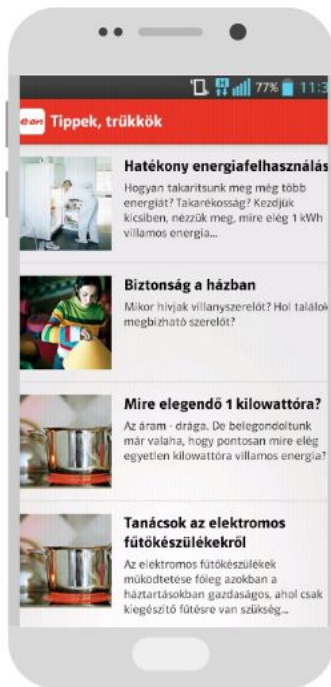 H 77% 11:3
e·on Tippek, trükkök
Hatékony energiafelhasználás
Hogyan takarítsunk meg még több
energiát? Takarékosság? Kezdjük
kicsiben, nézzük meg, mire elég 1 kWh
villamos energia...
Biztonság a házban
Mikor hívjak villanyszerelőt? Hol találok
megbízható szerelőt?
Mire elegendő 1 kilowattóra?
Az áram - drága. De belegondoltunk
már valaha, hogy pontosan mire elég
egyetlen kilowattóra villamos energia?
Tanácsok az elektromos
fűtőkészülékekről
Az elektromos fűtőkészülékek
működtetése főleg azokban a
háztartásokban gazdaságos, ahol csak
kiegészítő fűtésre van szükség...